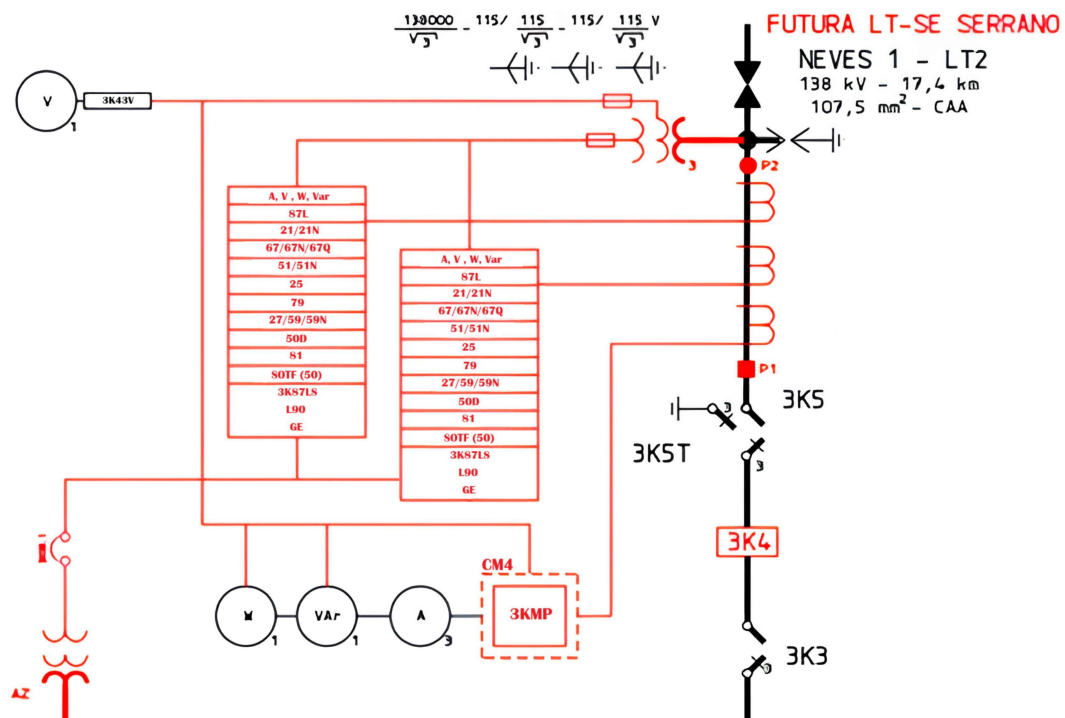 138000/√3 - 115/ 115/√3 - 115/ 115/√3 V
FUTURA LT-SE SERRANO
NEVES 1 - LT2
138 kV - 17,4 km
107,5 mm² - CAA
V
1
3K43V
3
P2
A, V , W, Var
87L
21/21N
67/67N/67Q
51/51N
25
79
27/59/59N
50D
81
SOTF (50)
3K87LS
L90
GE
A, V , W, Var
87L
21/21N
67/67N/67Q
51/51N
25
79
27/59/59N
50D
81
SOTF (50)
3K87LS
L90
GE
P1
3K5
3
3K5T
3
3K4
CM4
3KMP
W
1
VAr
1
A
3
3K3
3
AZ